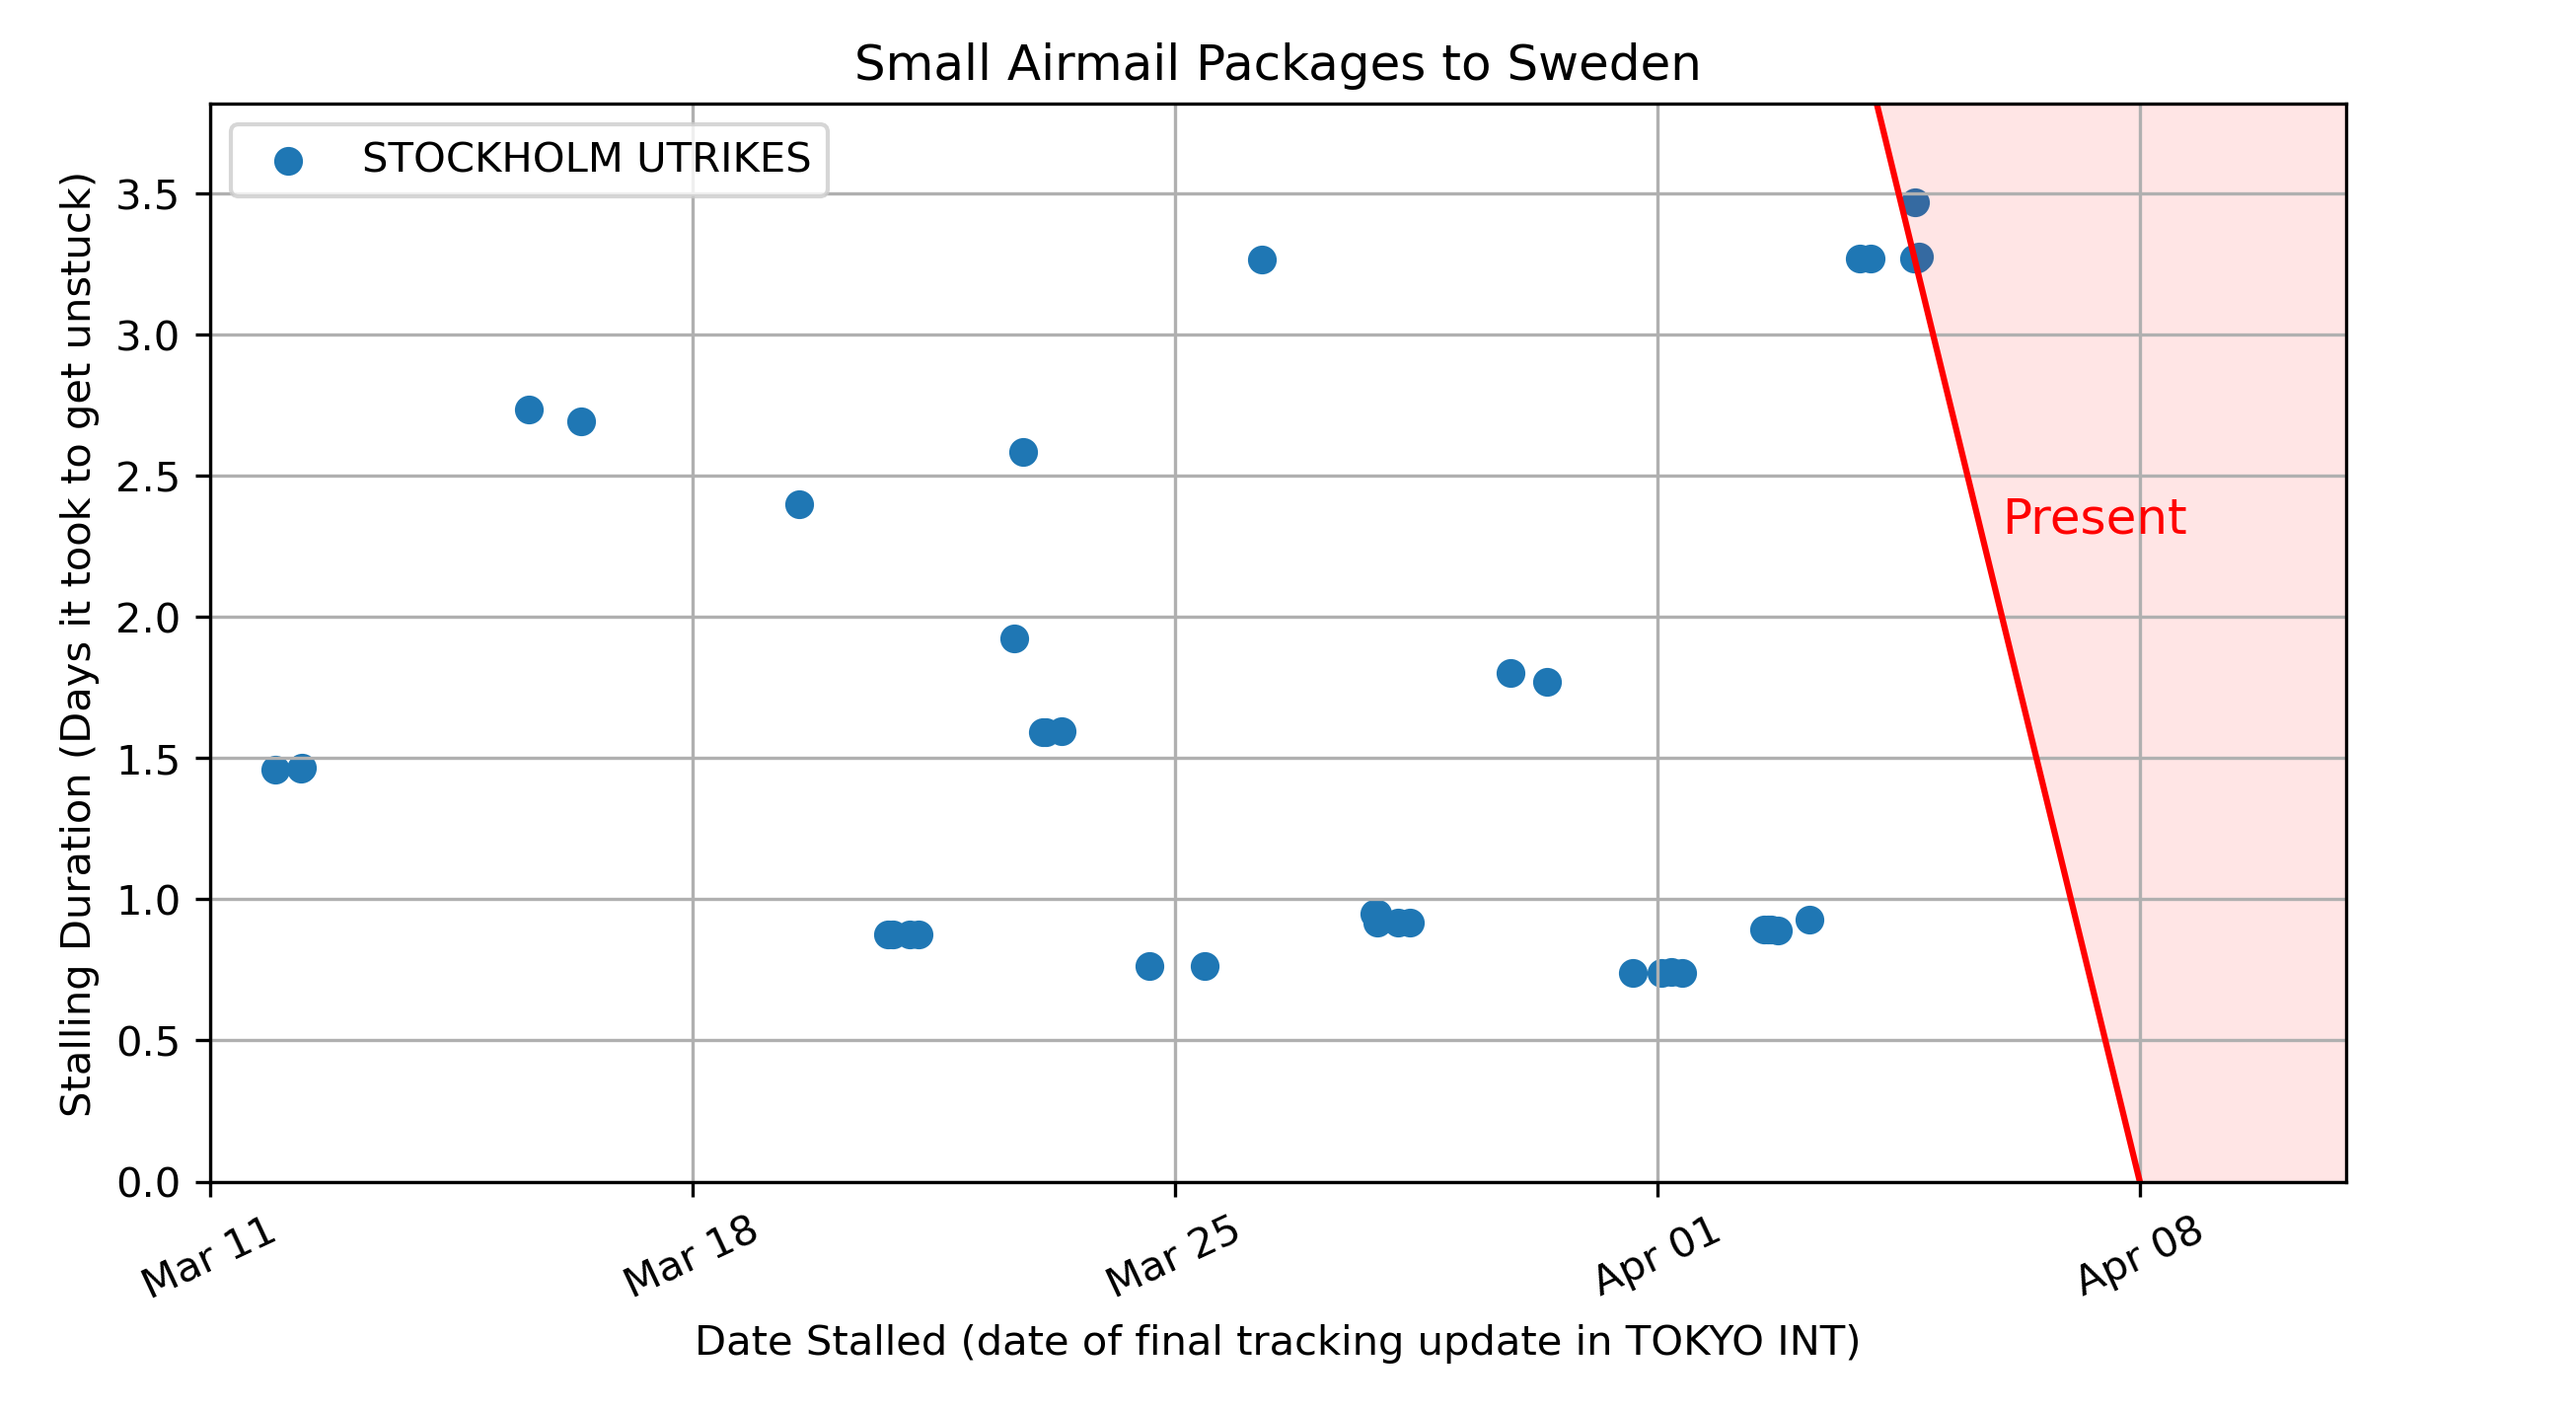 Small Airmail Packages to Sweden
STOCKHOLM UTRIKES
Stalling Duration (Days it took to get unstuck)
3.5
3.0
2.5
2.0
1.5
1.0
0.5
0.0
Present
Mar 11
Mar 18
Mar 25
Apr 01
Apr 08
Date Stalled (date of final tracking update in TOKYO INT)